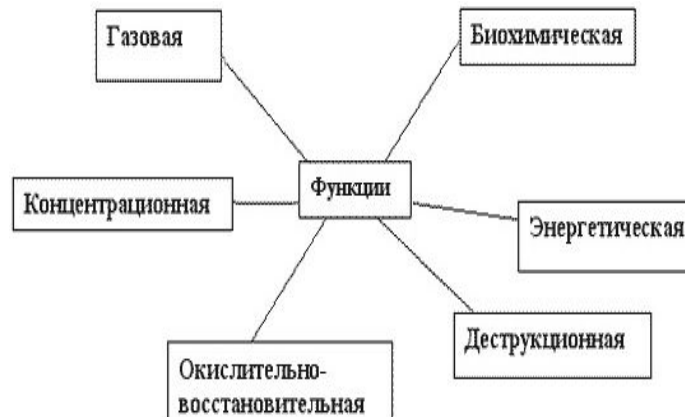 Газовая
Биохимическая
Функции
Концентрационная
Энергетическая
Деструкционная
Окислительно-
восстановительная